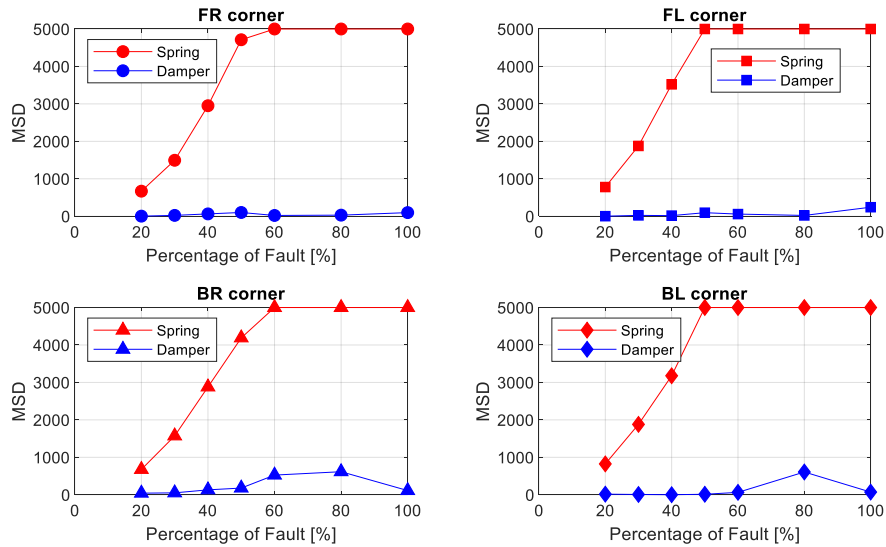 FR corner
5000
4000
3000
2000
1000
0
MSD
Spring
Damper
0 20 40 60 80 100
Percentage of Fault [%]
FL corner
5000
4000
3000
2000
1000
0
MSD
Spring
Damper
0 20 40 60 80 100
Percentage of Fault [%]
BR corner
5000
4000
3000
2000
1000
0
MSD
Spring
Damper
0 20 40 60 80 100
Percentage of Fault [%]
BL corner
5000
4000
3000
2000
1000
0
MSD
Spring
Damper
0 20 40 60 80 100
Percentage of Fault [%]